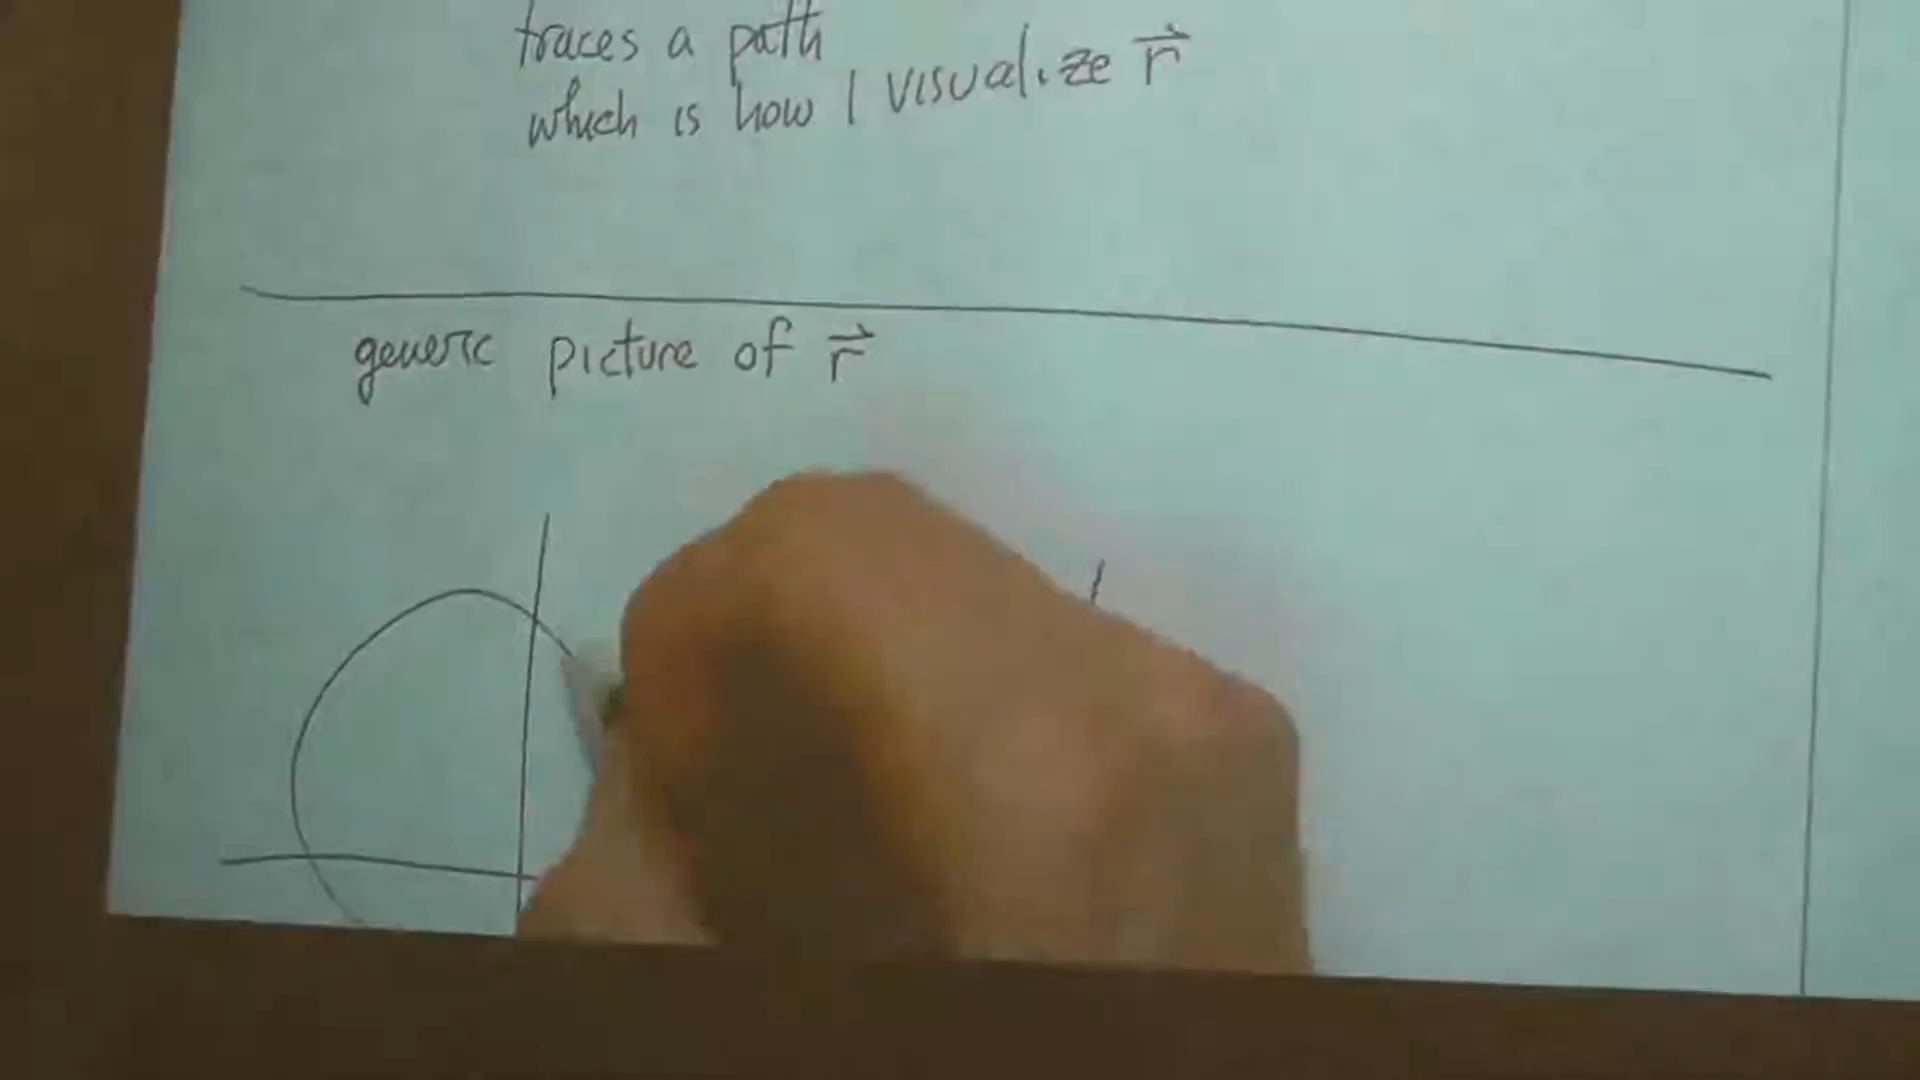 traces a path
which is how I visualize r⃗
generic picture of r⃗